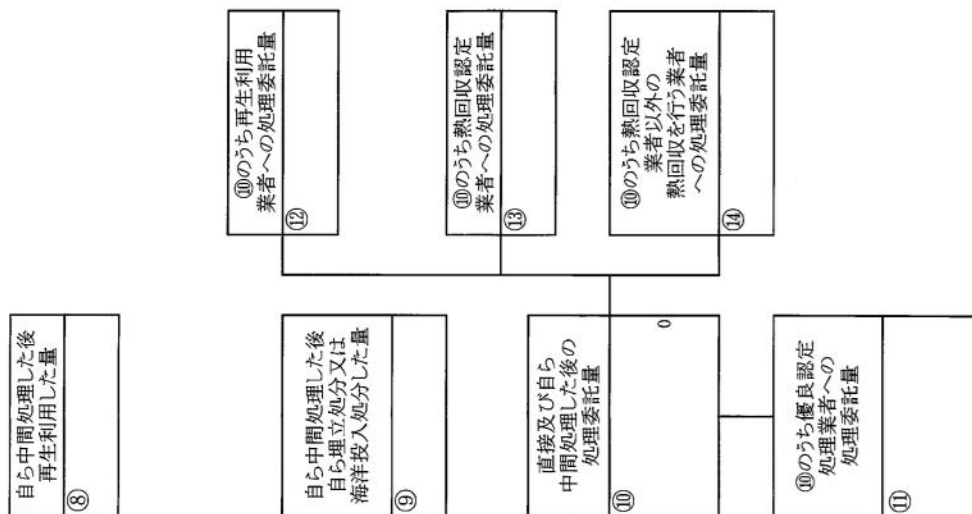 自ら中間処理した後
再生利用した量
⑧
自ら中間処理した後
自ら埋立処分又は
海洋投入処分した量
⑨
直接及び自ら
中間処理した後の
処理委託量
⑩
0
⑩のうち優良認定
処理業者への
処理委託量
⑪
⑩のうち再生利用
業者への処理委託量
⑫
⑩のうち熱回収認定
業者への処理委託量
⑬
⑩のうち熱回収認定
業者以外の
熱回収を行う業者
への処理委託量
⑭